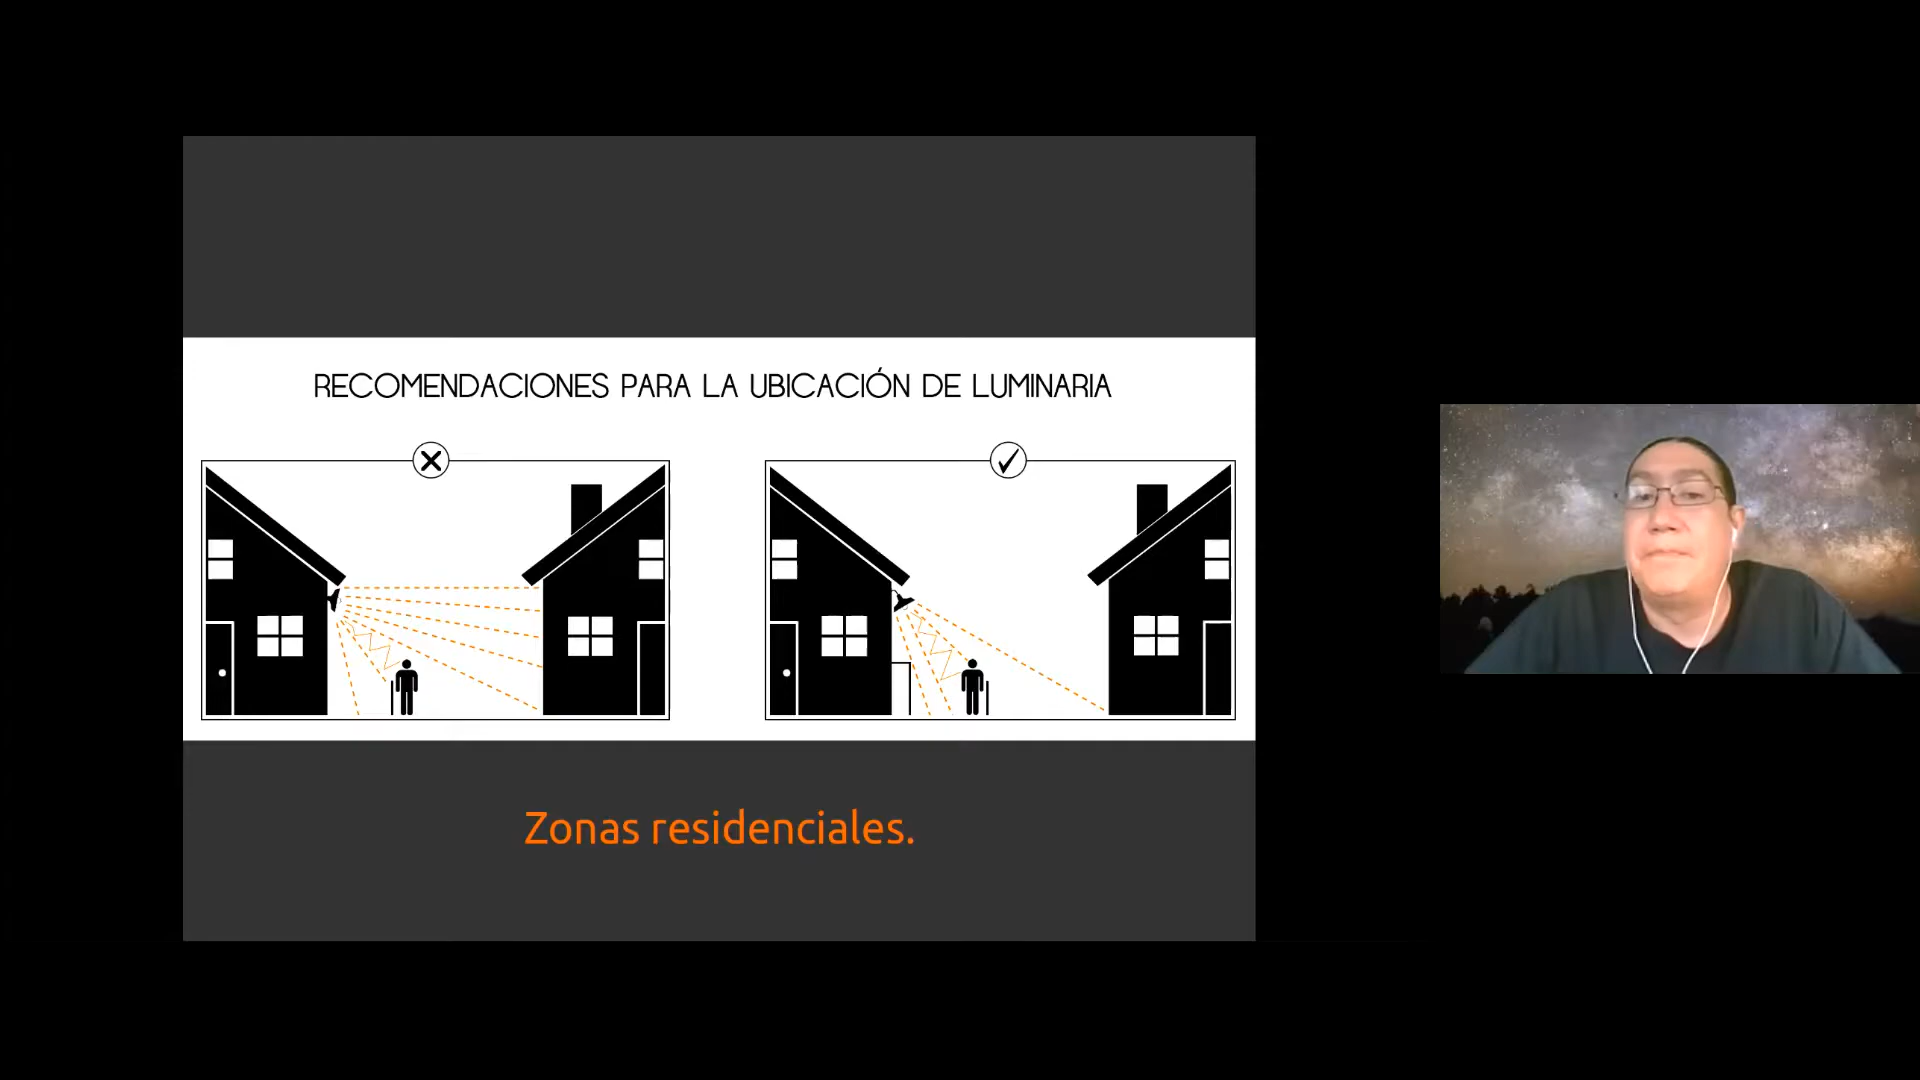 RECOMENDACIONES PARA LA UBICACIÓN DE LUMINARIA
Zonas residenciales.